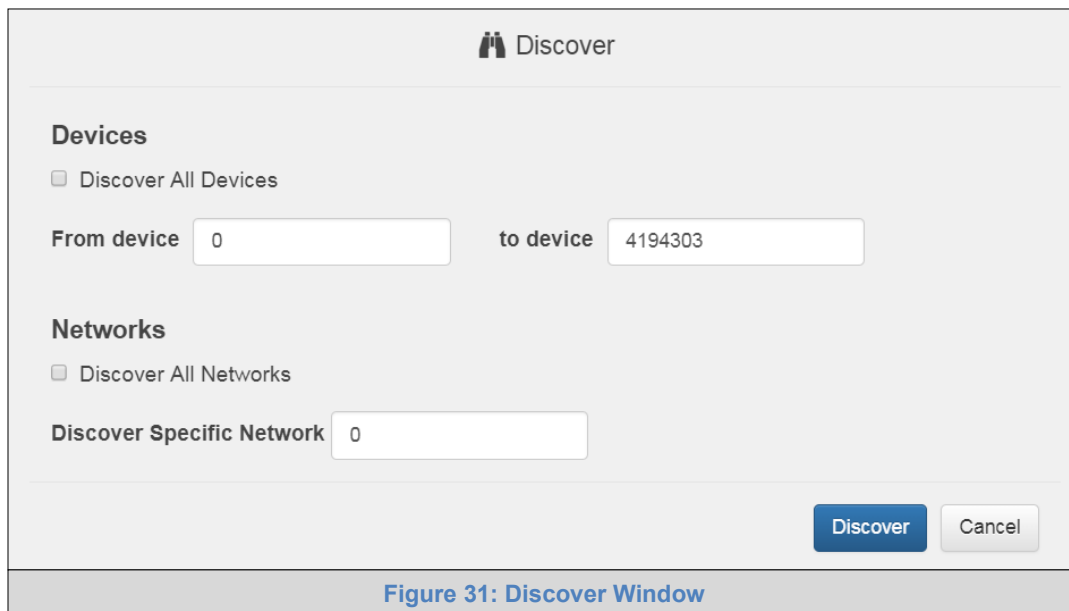 Discover
Devices
Discover All Devices
From device 0 to device 4194303
Networks
Discover All Networks
Discover Specific Network 0
Discover Cancel
Figure 31: Discover Window